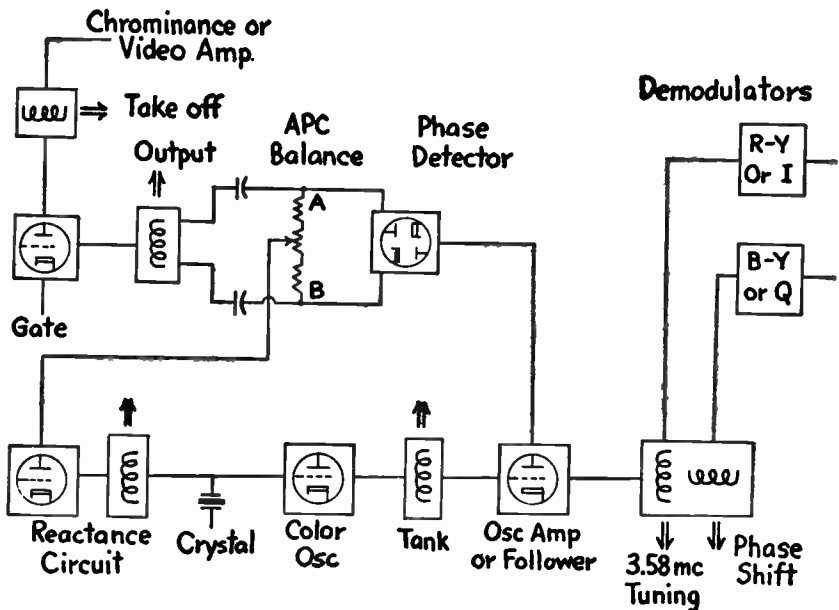 Chrominance or
Video Amp.
Take off
Output
APC
Balance
Phase
Detector
Demodulators
R-Y
Or I
A
B
B-Y
or Q
Gate
Reactance
Circuit
Crystal
Color
Osc
Tank
Osc Amp
or Follower
3.58mc
Tuning
Phase
Shift